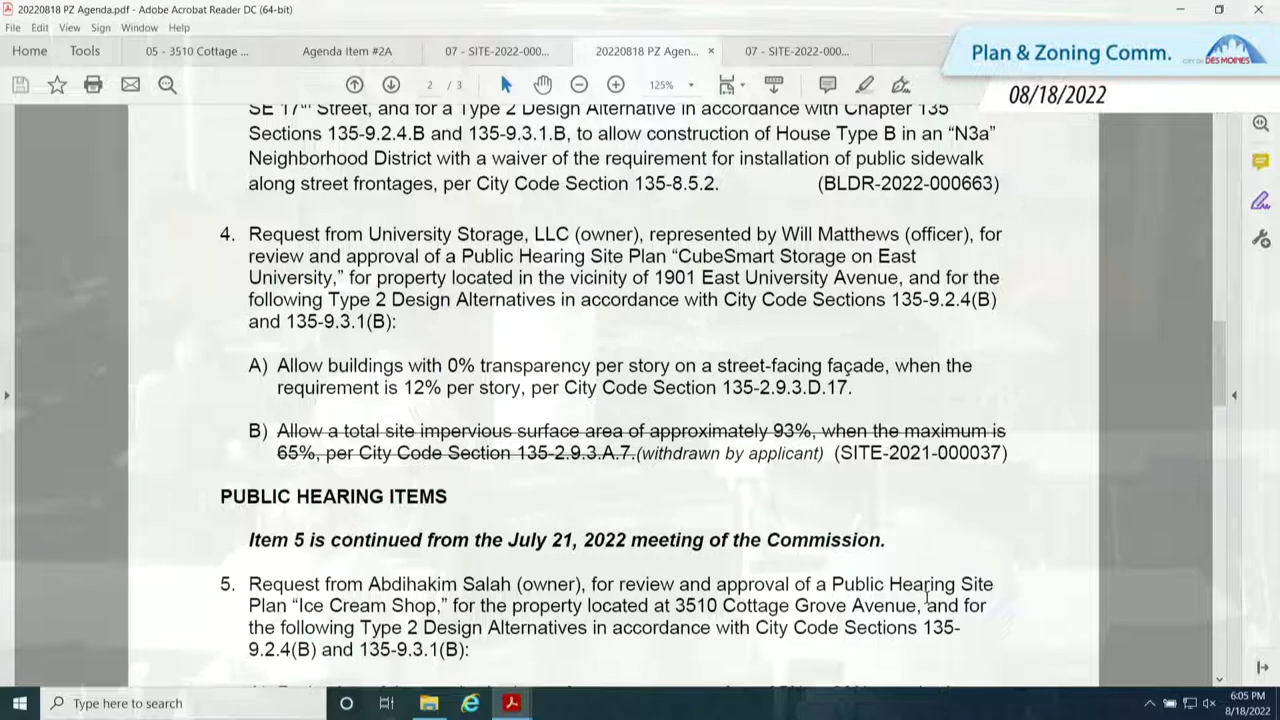 20220818 PZ Agenda.pdf - Adobe Acrobat Reader DC (64-bit)
File Edit View Sign Window Help
Home Tools 05 - 3510 Cottage ... Agenda Item #2A 07 - SITE-2022-000... 20220818 PZ Agen... × 07 - SITE-2022-000...
Plan & Zoning Comm.
CITY OF DES MOINES
08/18/2022
2 / 3 125%
SE 17th Street, and for a Type 2 Design Alternative in accordance with Chapter 135
Sections 135-9.2.4.B and 135-9.3.1.B, to allow construction of House Type B in an “N3a”
Neighborhood District with a waiver of the requirement for installation of public sidewalk
along street frontages, per City Code Section 135-8.5.2. (BLDR-2022-000663)
4. Request from University Storage, LLC (owner), represented by Will Matthews (officer), for
review and approval of a Public Hearing Site Plan “CubeSmart Storage on East
University,” for property located in the vicinity of 1901 East University Avenue, and for the
following Type 2 Design Alternatives in accordance with City Code Sections 135-9.2.4(B)
and 135-9.3.1(B):
A) Allow buildings with 0% transparency per story on a street-facing façade, when the
requirement is 12% per story, per City Code Section 135-2.9.3.D.17.
B) Allow a total site impervious surface area of approximately 93%, when the maximum is
65%, per City Code Section 135-2.9.3.A.7.(withdrawn by applicant) (SITE-2021-000037)
PUBLIC HEARING ITEMS
Item 5 is continued from the July 21, 2022 meeting of the Commission.
5. Request from Abdihakim Salah (owner), for review and approval of a Public Hearing Site
Plan “Ice Cream Shop,” for the property located at 3510 Cottage Grove Avenue, and for
the following Type 2 Design Alternatives in accordance with City Code Sections 135-
9.2.4(B) and 135-9.3.1(B):
Type here to search
6:05 PM
8/18/2022